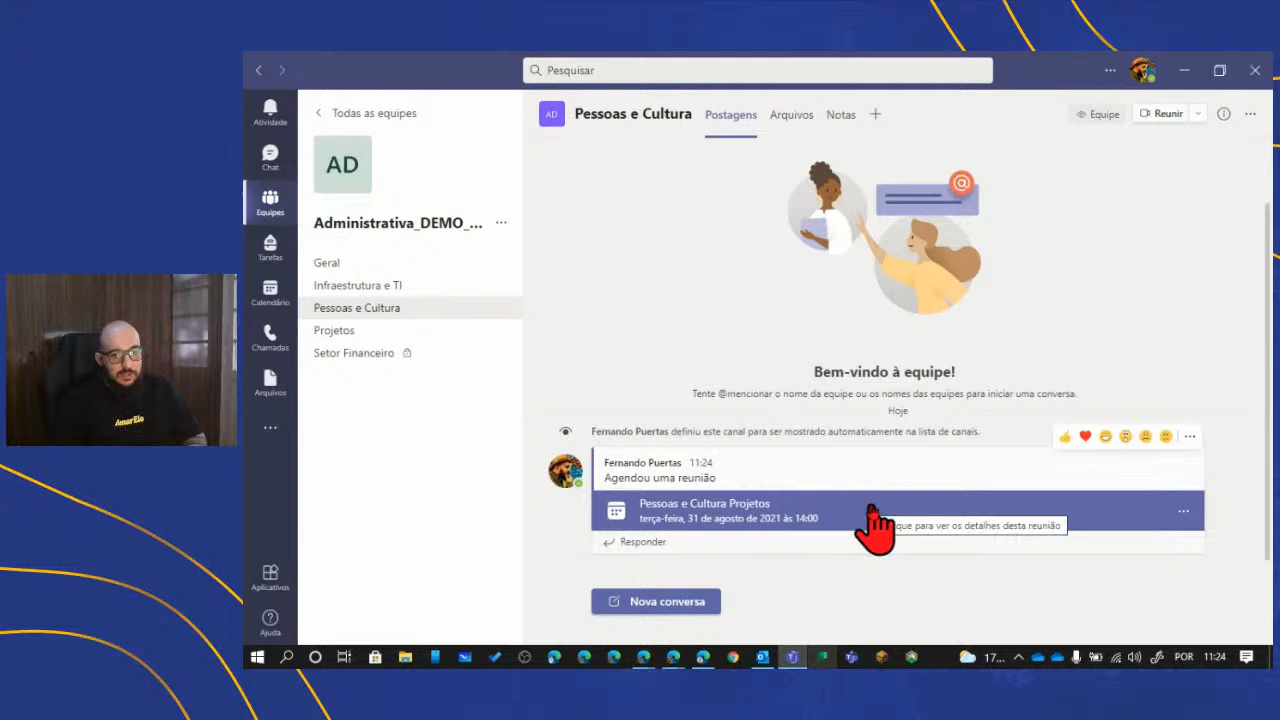 Pesquisar
Atividade
Chat
Equipes
Tarefas
Calendário
Chamadas
Arquivos
Aplicativos
Ajuda
Todas as equipes
AD
Administrativa_DEMO_...
Geral
Infraestrutura e TI
Pessoas e Cultura
Projetos
Setor Financeiro
AD
Pessoas e Cultura
Postagens
Arquivos
Notas
Equipe
Reunir
@
Bem-vindo à equipe!
Tente @mencionar o nome da equipe ou os nomes das equipes para iniciar uma conversa.
Hoje
Fernando Puertas definiu este canal para ser mostrado automaticamente na lista de canais.
Fernando Puertas 11:24
Agendou uma reunião
Pessoas e Cultura Projetos
terça-feira, 31 de agosto de 2021 às 14:00
para ver os detalhes desta reunião
Responder
Nova conversa
AmarElo
17...
POR
11:24